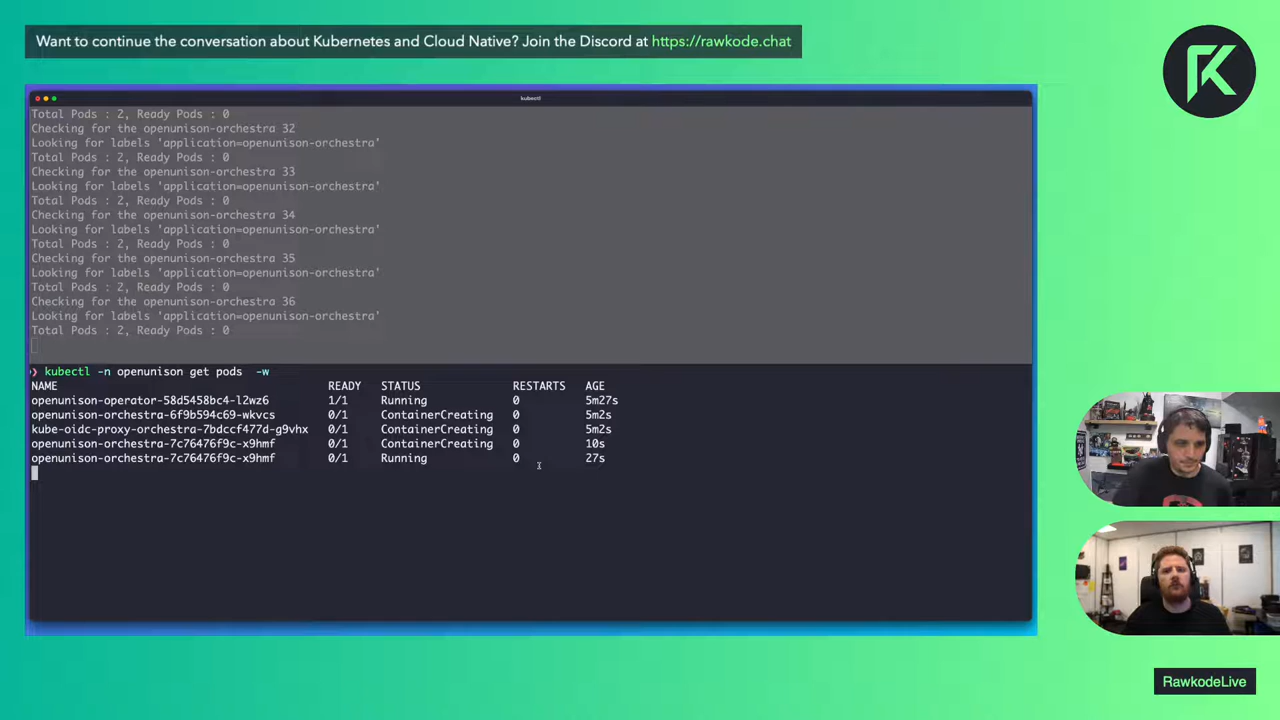 Want to continue the conversation about Kubernetes and Cloud Native? Join the Discord at https://rawkode.chat
kubectl
Total Pods : 2, Ready Pods : 0
Checking for the openunison-orchestra 32
Looking for labels 'application=openunison-orchestra'
Total Pods : 2, Ready Pods : 0
Checking for the openunison-orchestra 33
Looking for labels 'application=openunison-orchestra'
Total Pods : 2, Ready Pods : 0
Checking for the openunison-orchestra 34
Looking for labels 'application=openunison-orchestra'
Total Pods : 2, Ready Pods : 0
Checking for the openunison-orchestra 35
Looking for labels 'application=openunison-orchestra'
Total Pods : 2, Ready Pods : 0
Checking for the openunison-orchestra 36
Looking for labels 'application=openunison-orchestra'
Total Pods : 2, Ready Pods : 0
❯ kubectl -n openunison get pods -w
NAME READY STATUS RESTARTS AGE
openunison-operator-58d5458bc4-l2wz6 1/1 Running 0 5m27s
openunison-orchestra-6f9b594c69-wkvcs 0/1 ContainerCreating 0 5m2s
kube-oidc-proxy-orchestra-7bdccf477d-g9vhx 0/1 ContainerCreating 0 5m2s
openunison-orchestra-7c76476f9c-x9hmf 0/1 ContainerCreating 0 10s
openunison-orchestra-7c76476f9c-x9hmf 0/1 Running 0 27s
RawkodeLive